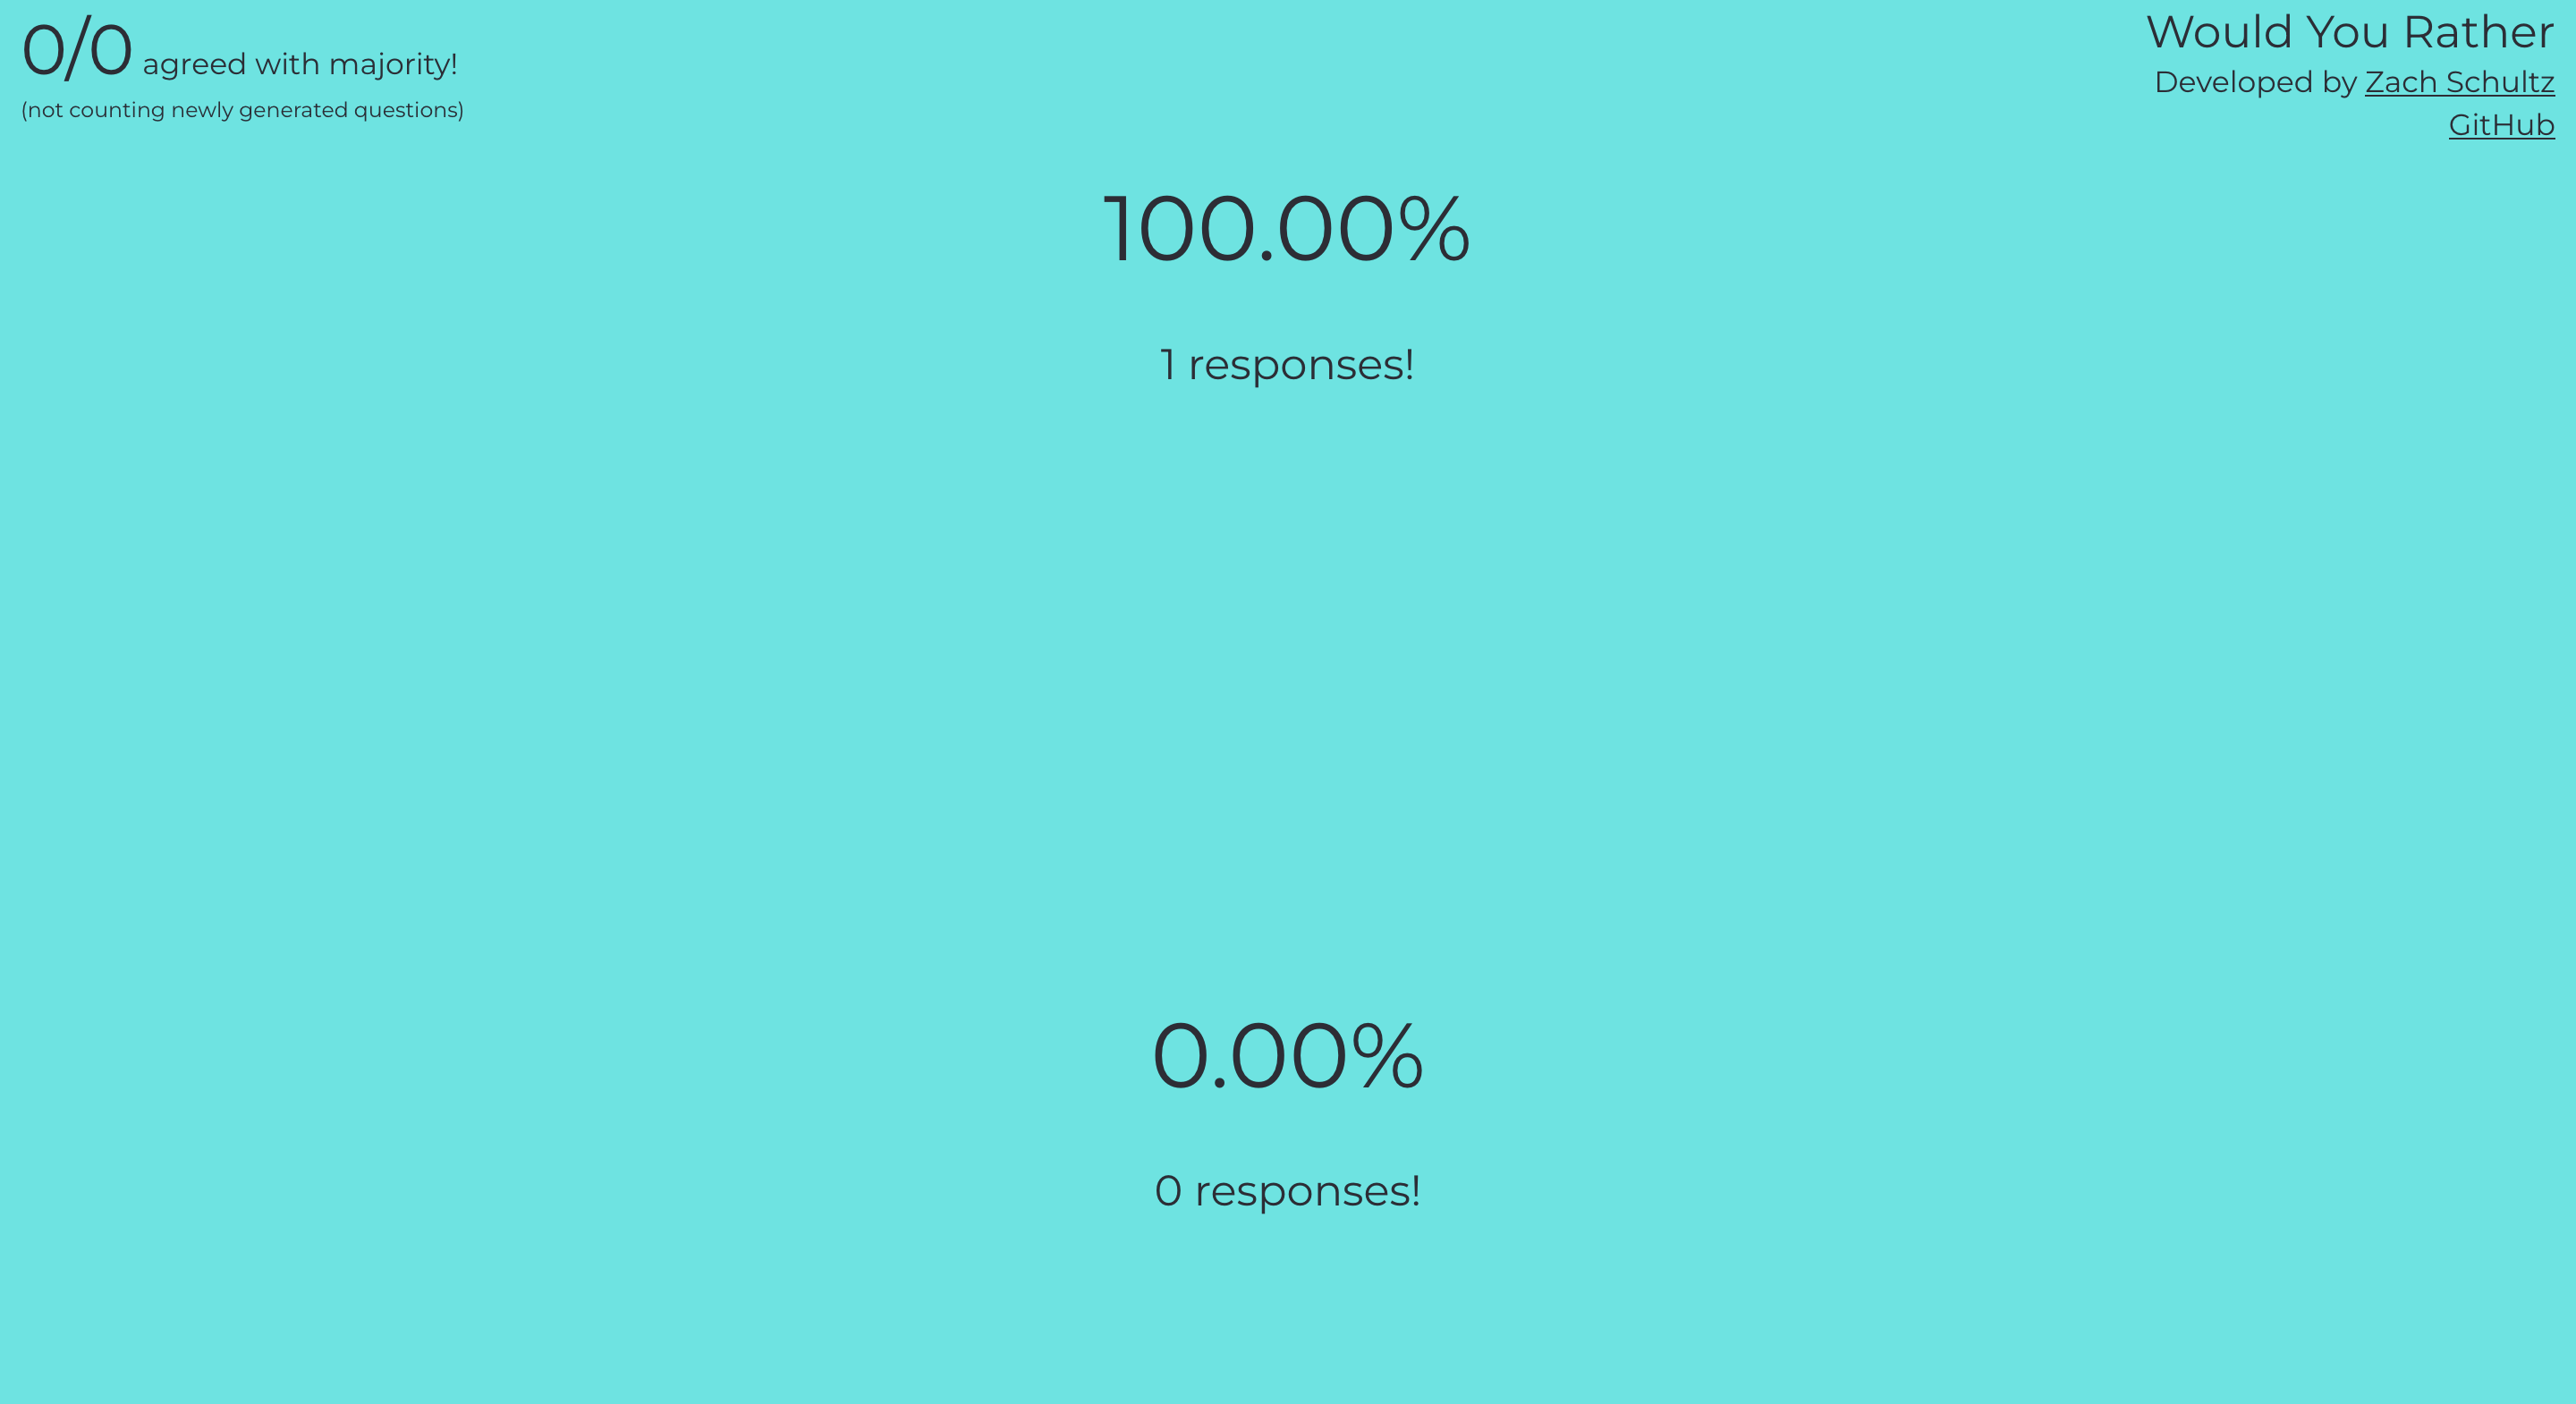 0/0 agreed with majority!
(not counting newly generated questions)
Would You Rather
Developed by Zach Schultz
GitHub
100.00%
1 responses!
0.00%
0 responses!